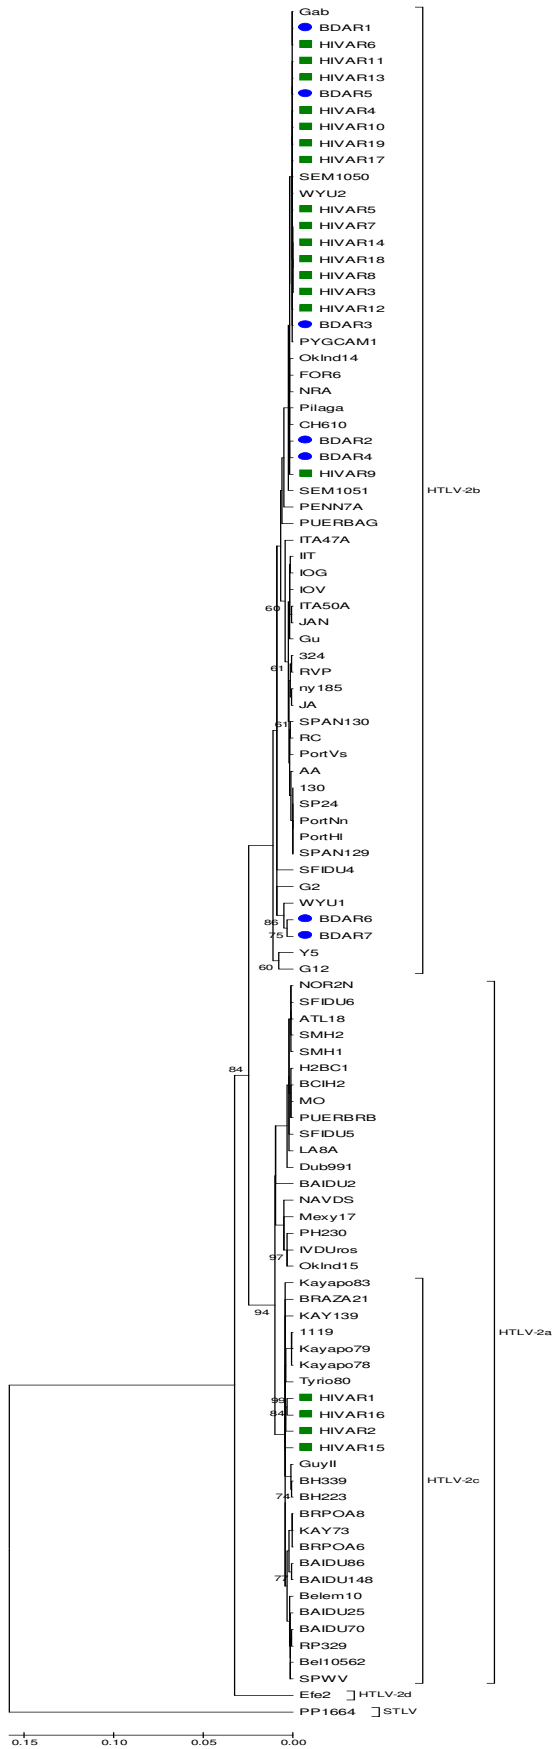 Gab
BDAR1
HIVAR6
HIVAR11
HIVAR13
BDAR5
HIVAR4
HIVAR10
HIVAR19
HIVAR17
SEM1050
WYU2
HIVAR5
HIVAR7
HIVAR14
HIVAR18
HIVAR8
HIVAR3
HIVAR12
BDAR3
PYGCAM1
OkInd14
FOR6
NRA
Pilaga
CH610
BDAR2
BDAR4
HIVAR9
SEM1051
HTLV-2b
PENN7A
PUERBAG
ITA47A
IIT
IOG
IOV
ITA50A
60
JAN
Gu
324
61
RVP
ny185
JA
SPAN130
61
RC
PortVs
AA
130
SP24
PortNn
PortHI
SPAN129
SFIDU4
G2
WYU1
86
BDAR6
75
BDAR7
Y5
60
G12
NOR2N
SFIDU6
ATL18
SMH2
SMH1
84
H2BC1
BCIH2
MO
PUERBRB
SFIDU5
LA8A
Dub991
BAIDU2
NAVDS
Mexy17
PH230
97
IVDUros
OkInd15
Kayapo83
BRAZA21
94
KAY139
1119
HTLV-2a
Kayapo79
Kayapo78
Tyrio80
99
HIVAR1
84
HIVAR16
HIVAR2
HIVAR15
GuyII
BH339
HTLV-2c
74
BH223
BRPOA8
KAY73
BRPOA6
BAIDU86
77
BAIDU148
Belem10
BAIDU25
BAIDU70
RP329
Bel10562
SPWV
Efe2
HTLV-2d
PP1664
STLV
0.15
0.10
0.05
0.00